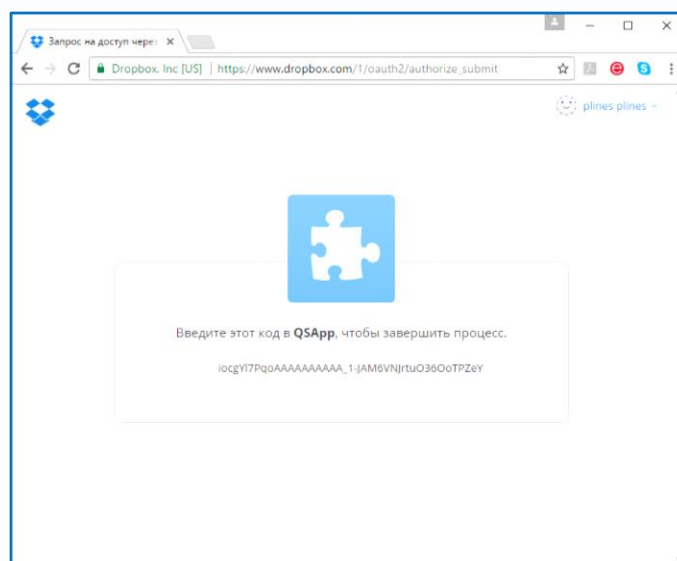 Запрос на доступ через
Dropbox, Inc [US] | https://www.dropbox.com/1/oauth2/authorize_submit
plines plines
Введите этот код в QSApp, чтобы завершить процесс.
iocgYl7PqoAAAAAAAAAA_1-JAM6VNJrtuO36OoTPZeY